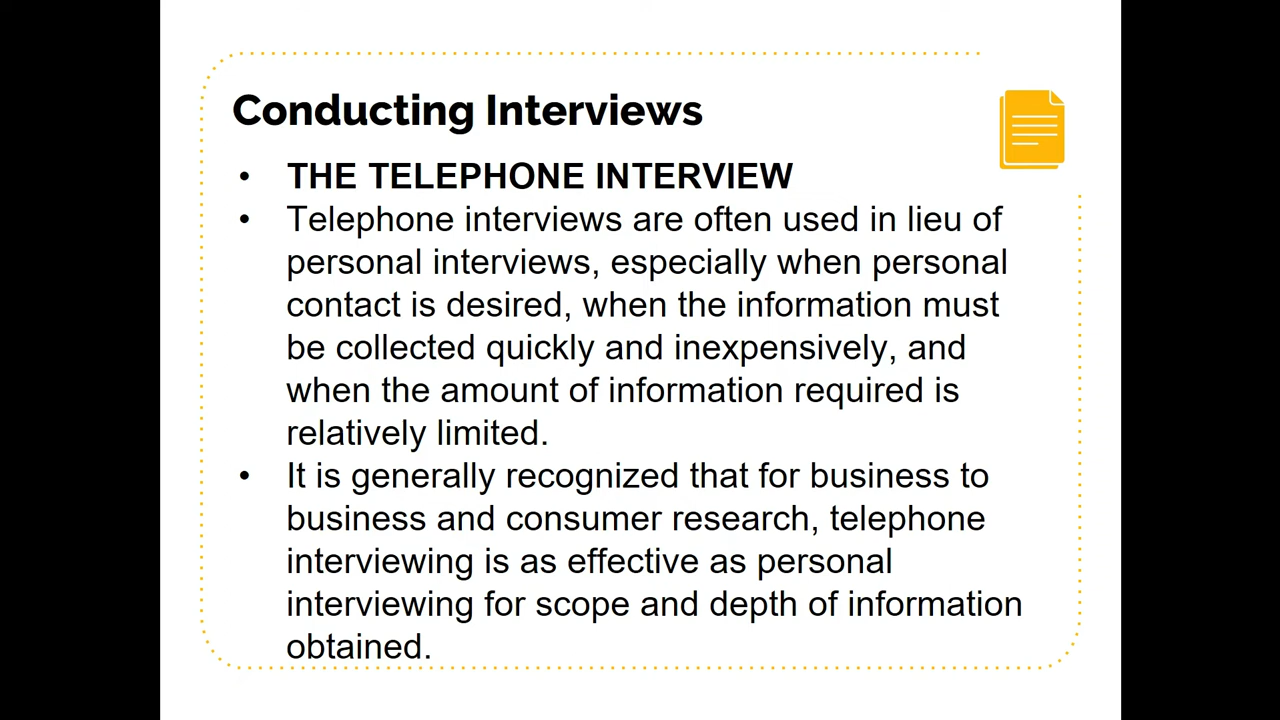 Conducting Interviews
• THE TELEPHONE INTERVIEW
• Telephone interviews are often used in lieu of
personal interviews, especially when personal
contact is desired, when the information must
be collected quickly and inexpensively, and
when the amount of information required is
relatively limited.
• It is generally recognized that for business to
business and consumer research, telephone
interviewing is as effective as personal
interviewing for scope and depth of information
obtained.